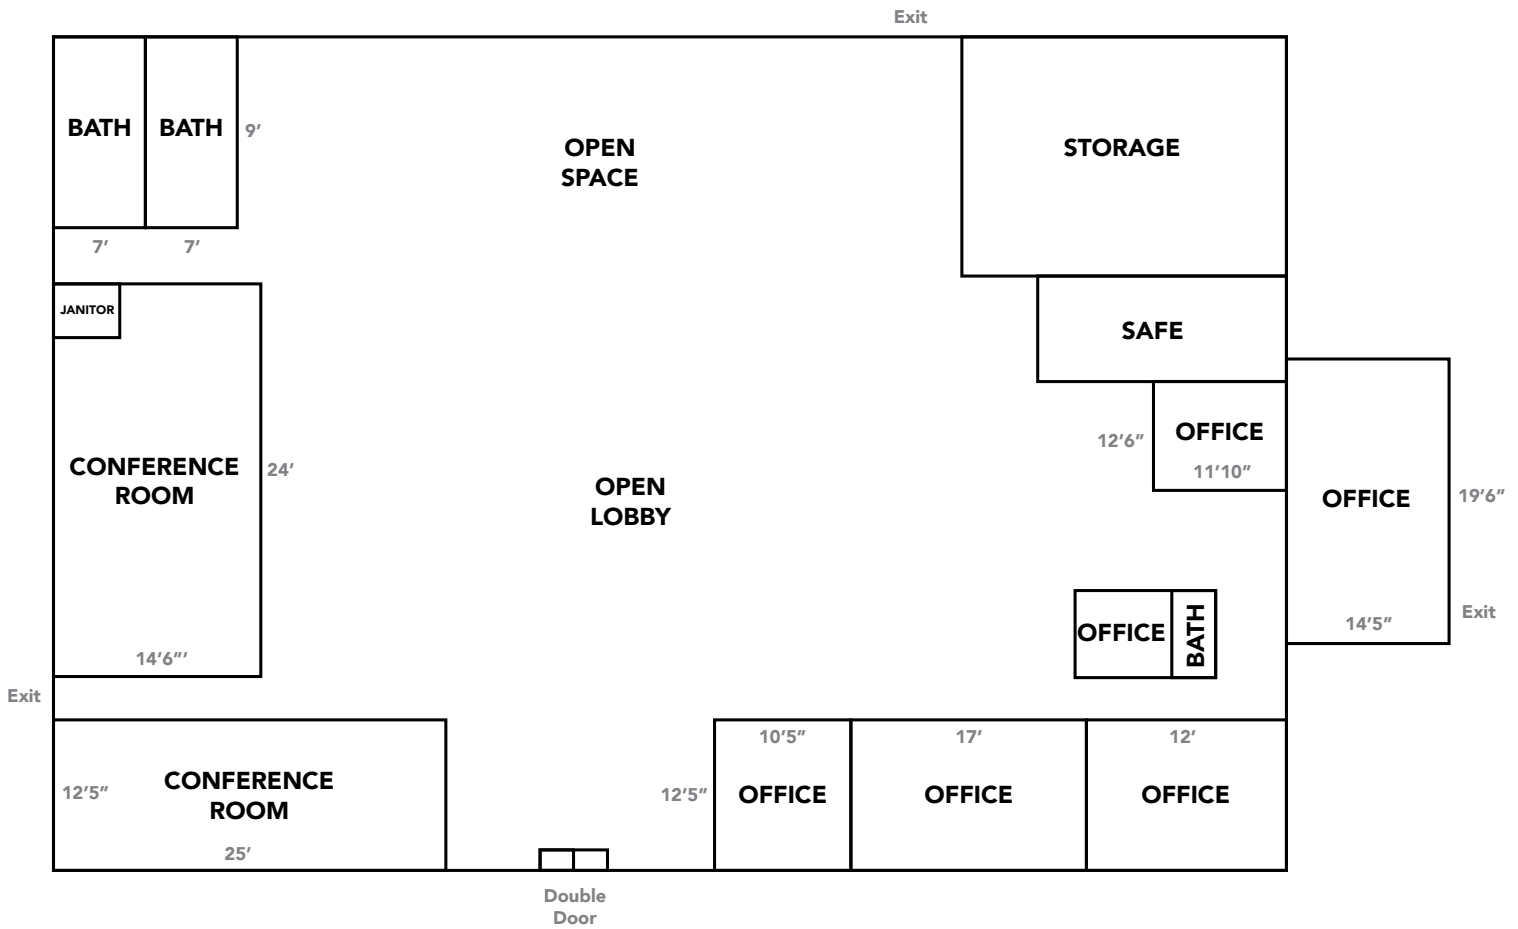 Exit
BATH
BATH
9’
OPEN
SPACE
STORAGE
7’
7’
JANITOR
SAFE
CONFERENCE
ROOM
24’
14’6”’
OPEN
LOBBY
12’6”
OFFICE
11’10”
OFFICE
19’6”
14’5”
Exit
OFFICE
BATH
Exit
12’5”
CONFERENCE
ROOM
25’
12’5”
10’5”
OFFICE
17’
OFFICE
12’
OFFICE
Double
Door